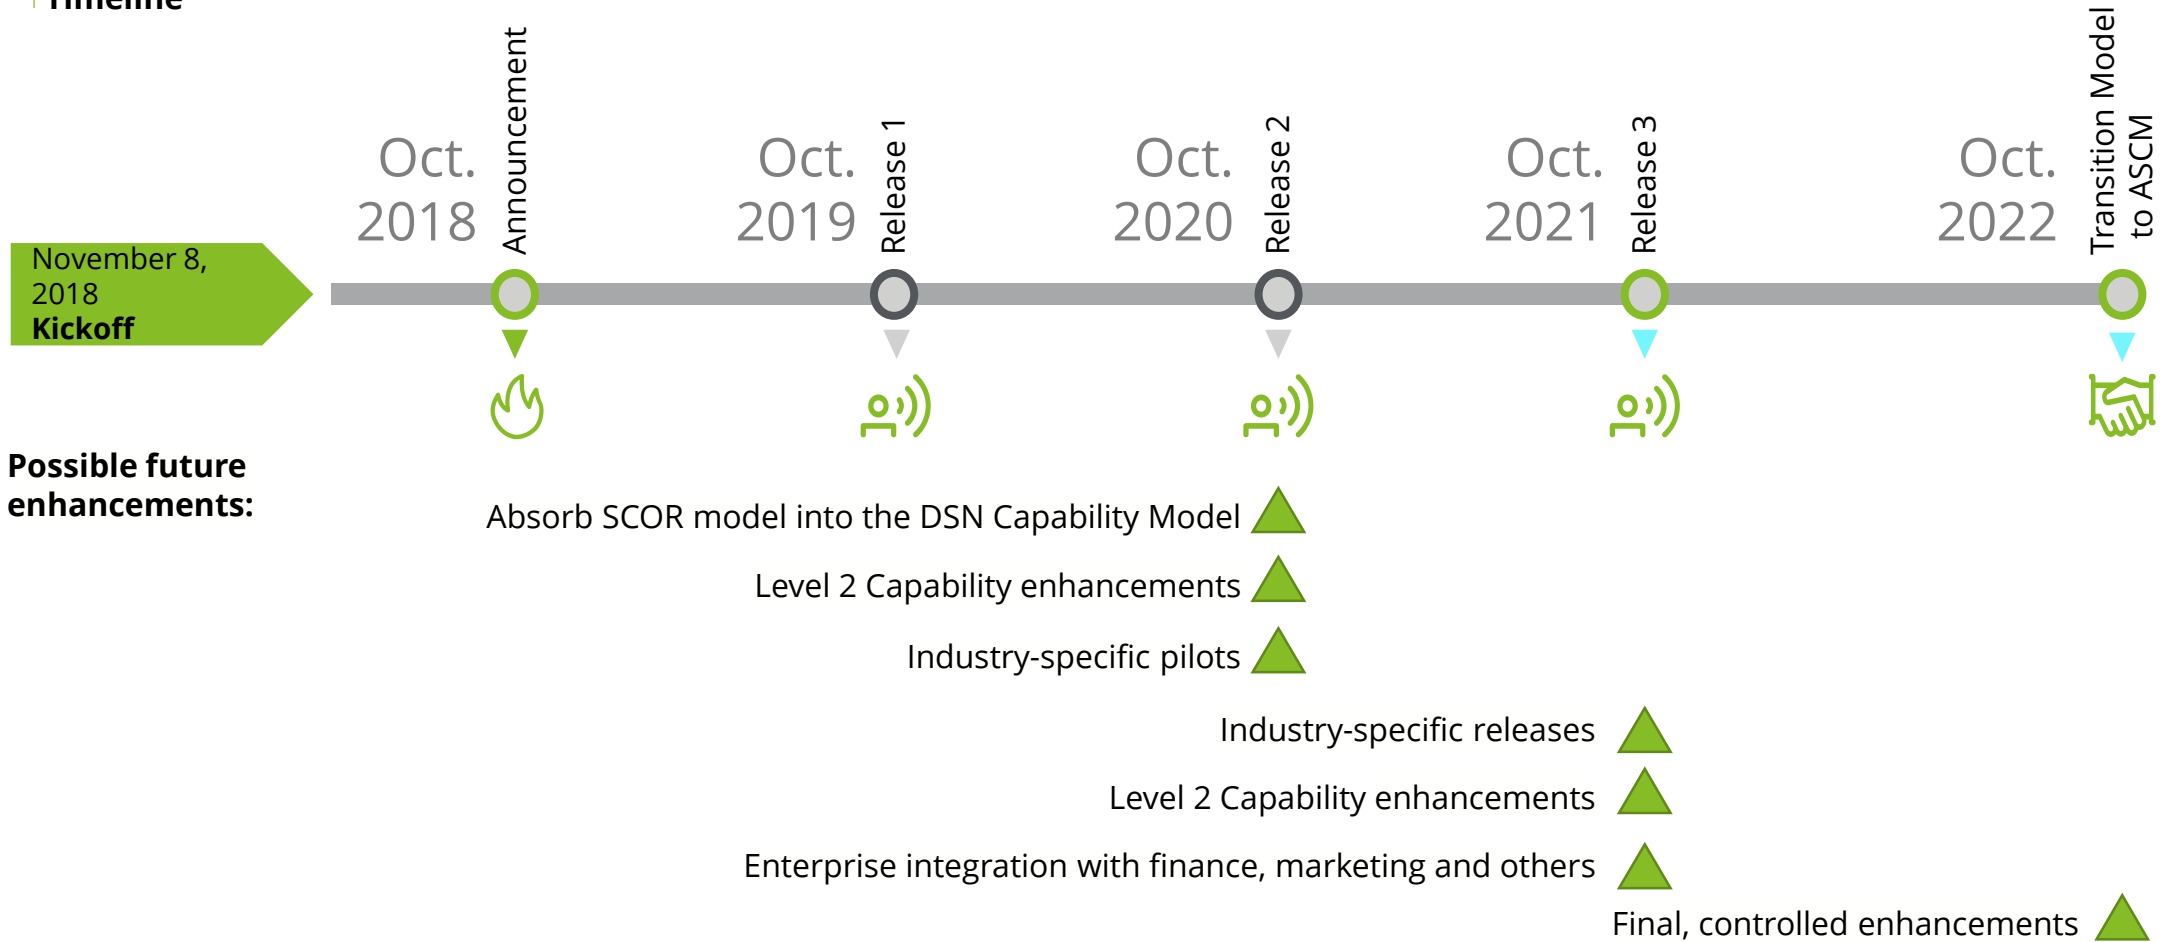 Timeline
Oct.
2018
Announcement
Oct.
2019
Release 1
Oct.
2020
Release 2
Oct.
2021
Release 3
Oct.
2022
Transition Model
to ASCM
November 8,
2018
Kickoff
Possible future
enhancements:
Absorb SCOR model into the DSN Capability Model
Level 2 Capability enhancements
Industry-specific pilots
Industry-specific releases
Level 2 Capability enhancements
Enterprise integration with finance, marketing and others
Final, controlled enhancements